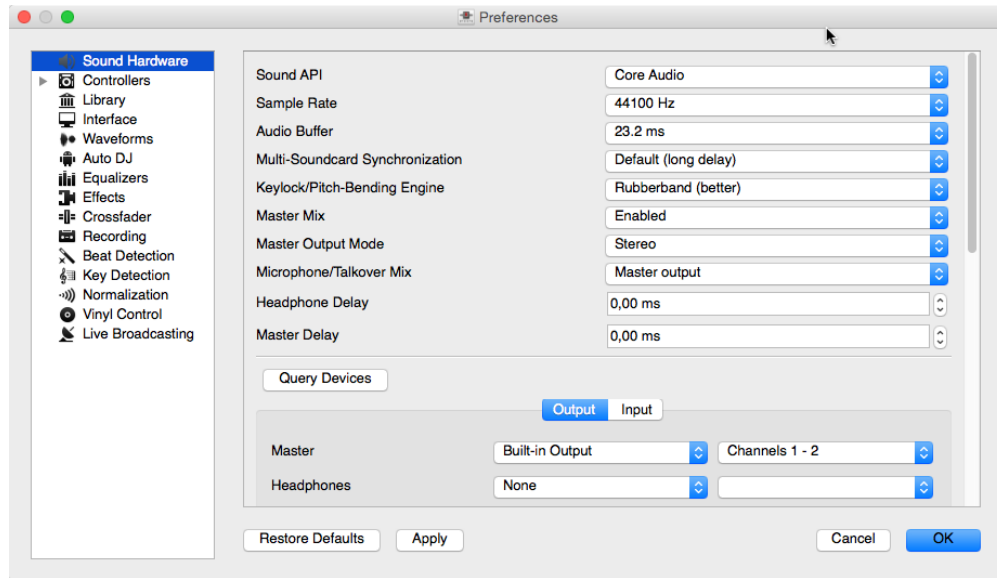 Preferences
Sound Hardware
Controllers
Library
Interface
Waveforms
Auto DJ
Equalizers
Effects
Crossfader
Recording
Beat Detection
Key Detection
Normalization
Vinyl Control
Live Broadcasting
Sound API Core Audio
Sample Rate 44100 Hz
Audio Buffer 23.2 ms
Multi-Soundcard Synchronization Default (long delay)
Keylock/Pitch-Bending Engine Rubberband (better)
Master Mix Enabled
Master Output Mode Stereo
Microphone/Talkover Mix Master output
Headphone Delay 0,00 ms
Master Delay 0,00 ms
Query Devices
Output Input
Master Built-in Output Channels 1 - 2
Headphones None
Restore Defaults Apply Cancel OK